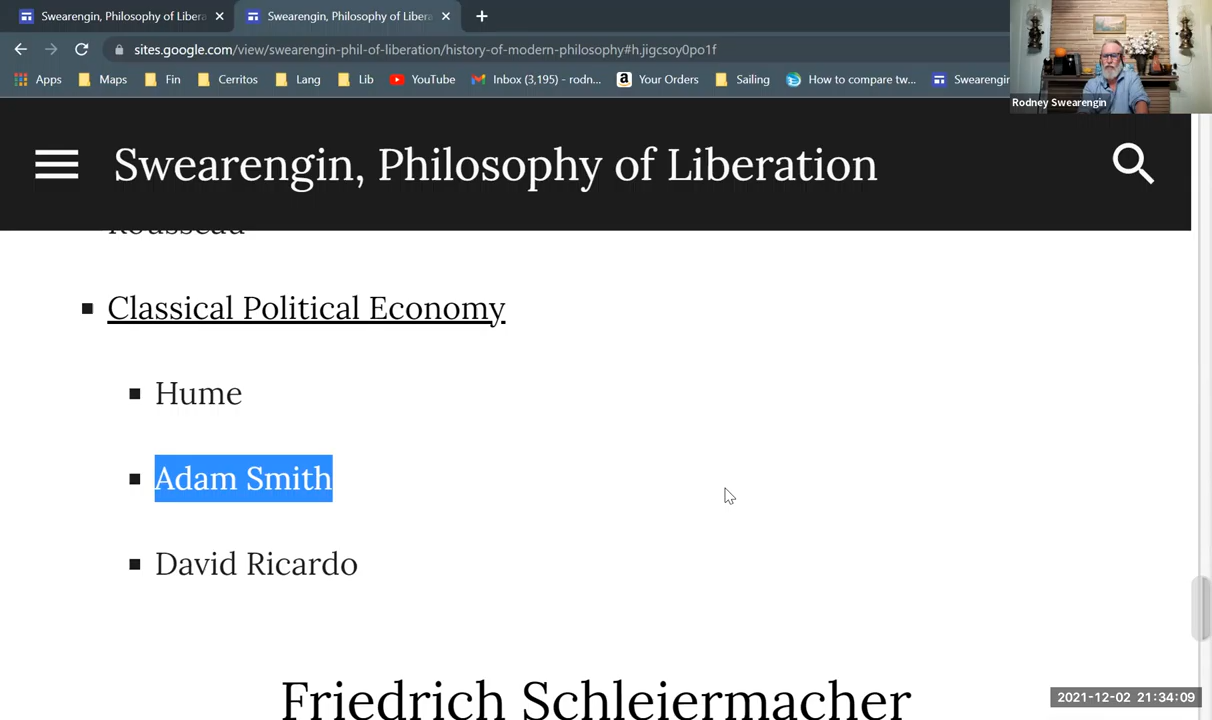 Swearengin, Philosophy of Libera
Swearengin, Philosophy of Libera
sites.google.com/view/swearengin-phil-of-liberation/history-of-modern-philosophy#h.jigcsoy0po1f
Apps Maps Fin Cerritos Lang Lib YouTube Inbox (3,195) - rodn... Your Orders Sailing How to compare tw... Swearengin
Rodney Swearengin
Swearengin, Philosophy of Liberation
Rousseau
Classical Political Economy
Hume
Adam Smith
David Ricardo
Friedrich Schleiermacher
2021-12-02 21:34:09